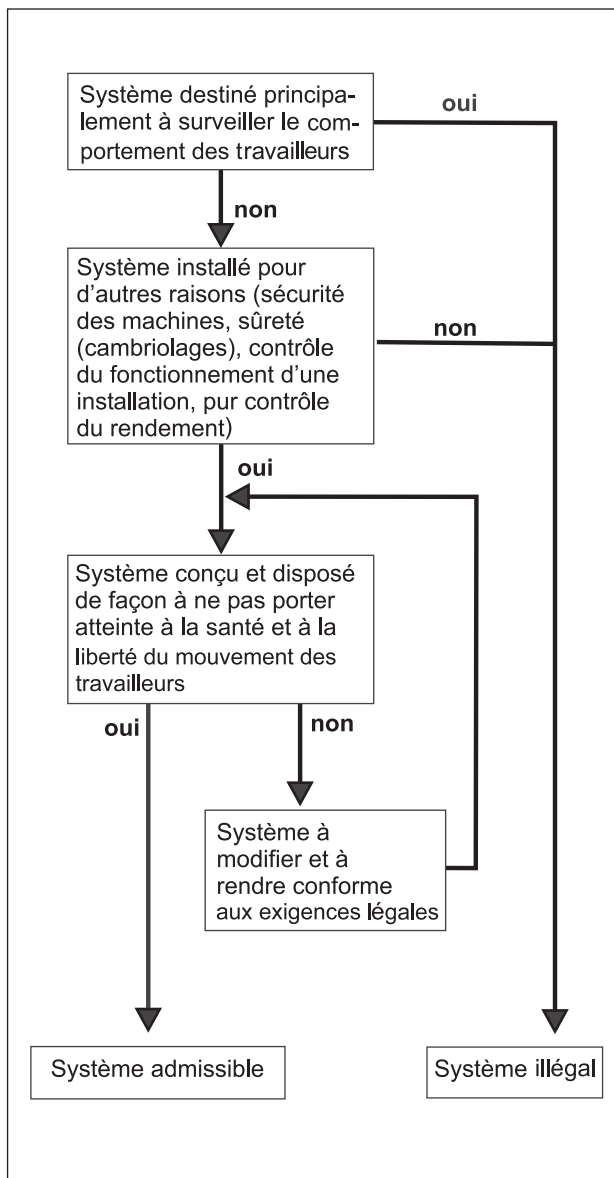 Système destiné principa-
lement à surveiller le com-
portement des travailleurs
oui
non
Système installé pour
d'autres raisons (sécurité
des machines, sûreté
(cambriolages), contrôle
du fonctionnement d'une
installation, pur contrôle
du rendement)
non
oui
Système conçu et disposé
de façon à ne pas porter
atteinte à la santé et à la
liberté du mouvement des
travailleurs
oui
non
Système à
modifier et à
rendre conforme
aux exigences légales
Système admissible
Système illégal